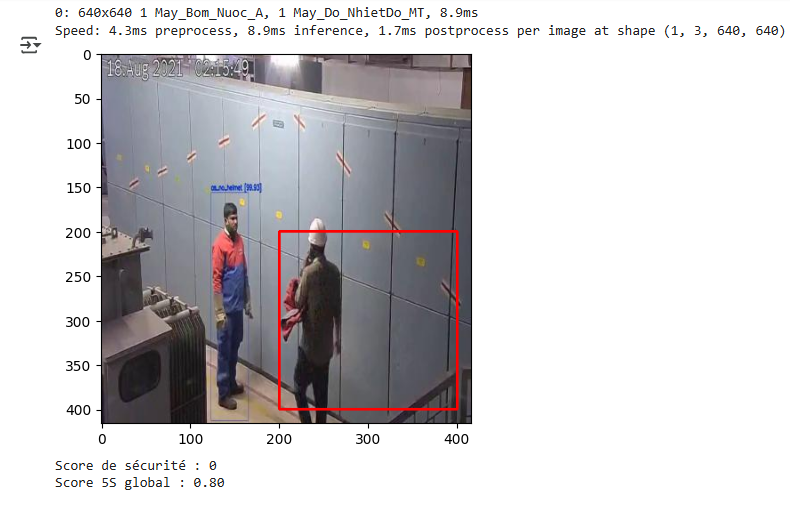 0: 640x640 1 May_Bom_Nuoc_A, 1 May_Do_NhietDo_MT, 8.9ms
Speed: 4.3ms preprocess, 8.9ms inference, 1.7ms postprocess per image at shape (1, 3, 640, 640)
0
18 Aug 2021 02:15:49
50
100
150
200
250
300
350
400
0 100 200 300 400
Score de sécurité : 0
Score 5S global : 0.80